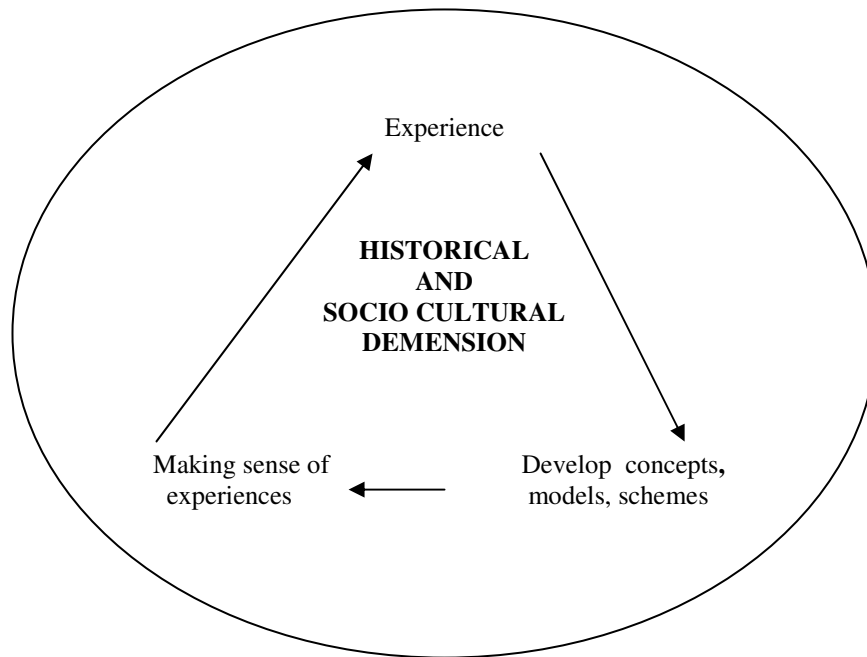 Experience
HISTORICAL
AND
SOCIO CULTURAL
DEMENSION
Making sense of
experiences
Develop concepts,
models, schemes